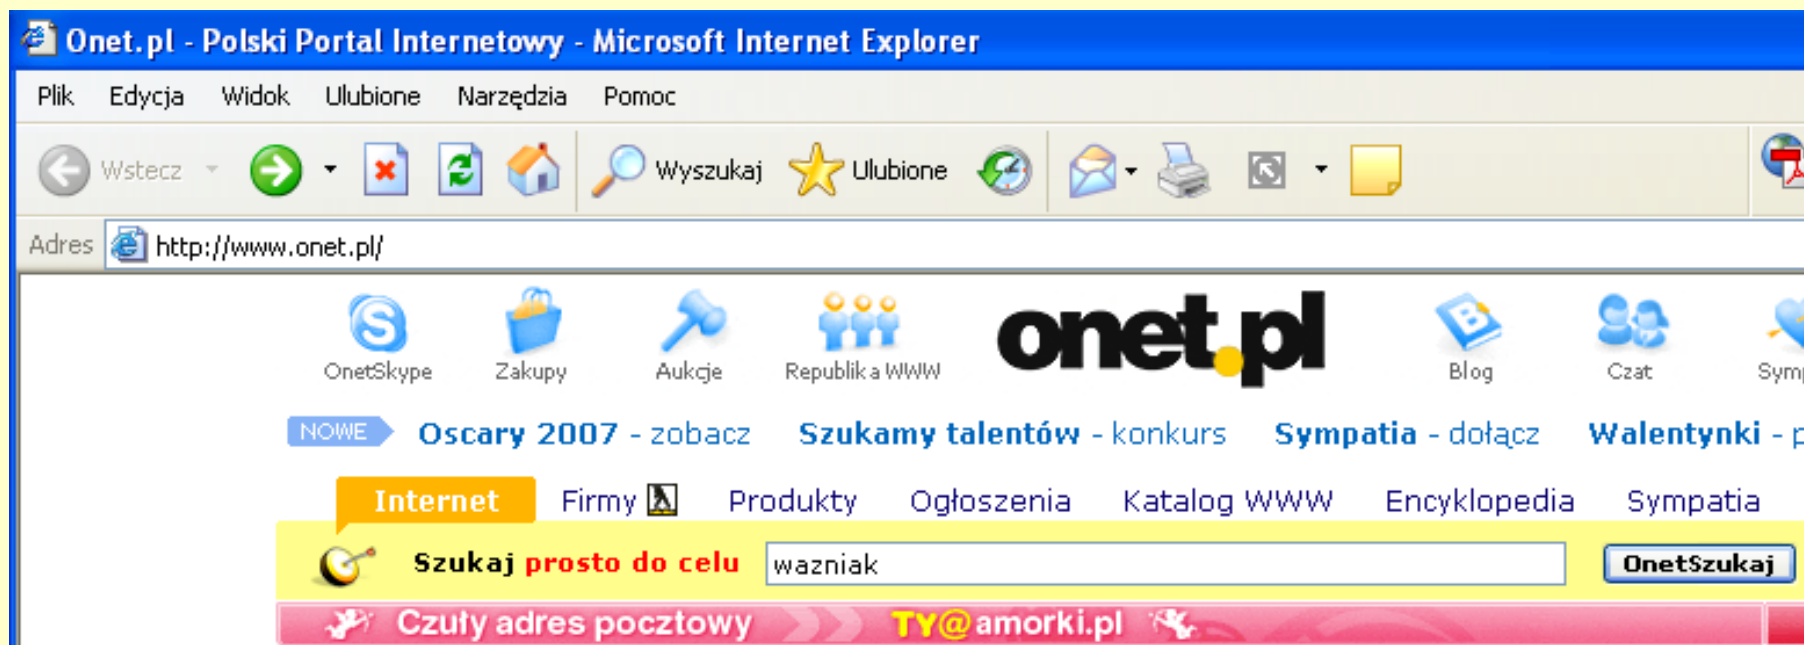 Onet.pl - Polski Portal Internetowy - Microsoft Internet Explorer
Plik Edycja Widok Ulubione Narzędzia Pomoc
Wstecz Wyszukaj Ulubione
Adres http://www.onet.pl/
onet.pl
OnetSkype Zakupy Aukcje Republika WWW Blog Czat
NOWE Oscary 2007 - zobacz Szukamy talentów - konkurs Sympatia - dołącz Walentynki -
Internet Firmy Produkty Ogłoszenia Katalog WWW Encyklopedia Sympatia
Szukaj prosto do celu wazniak OnetSzukaj
Czuły adres pocztowy TY@amorki.pl